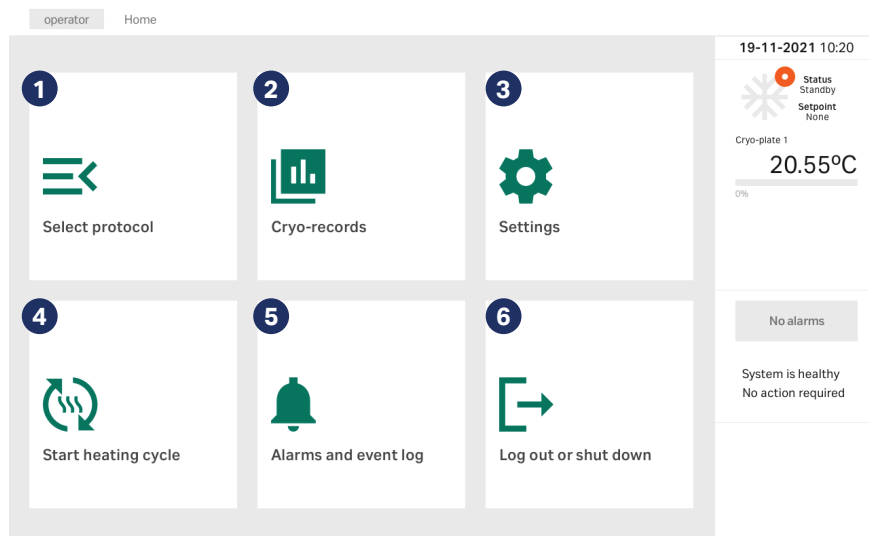 operator Home
19-11-2021 10:20
Status
Standby
Setpoint
None
Cryo-plate 1
20.55ºC
0%
1 2 3
Select protocol Cryo-records Settings
4 5 6
Start heating cycle Alarms and event log Log out or shut down
No alarms
System is healthy
No action required